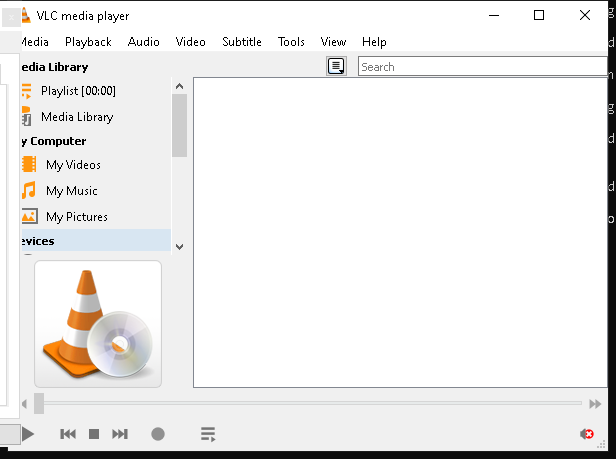 VLC media player
Media Playback Audio Video Subtitle Tools View Help
edia Library
Search
Playlist [00:00]
Media Library
y Computer
My Videos
My Music
My Pictures
evices
g
d
n
g
d
d
o